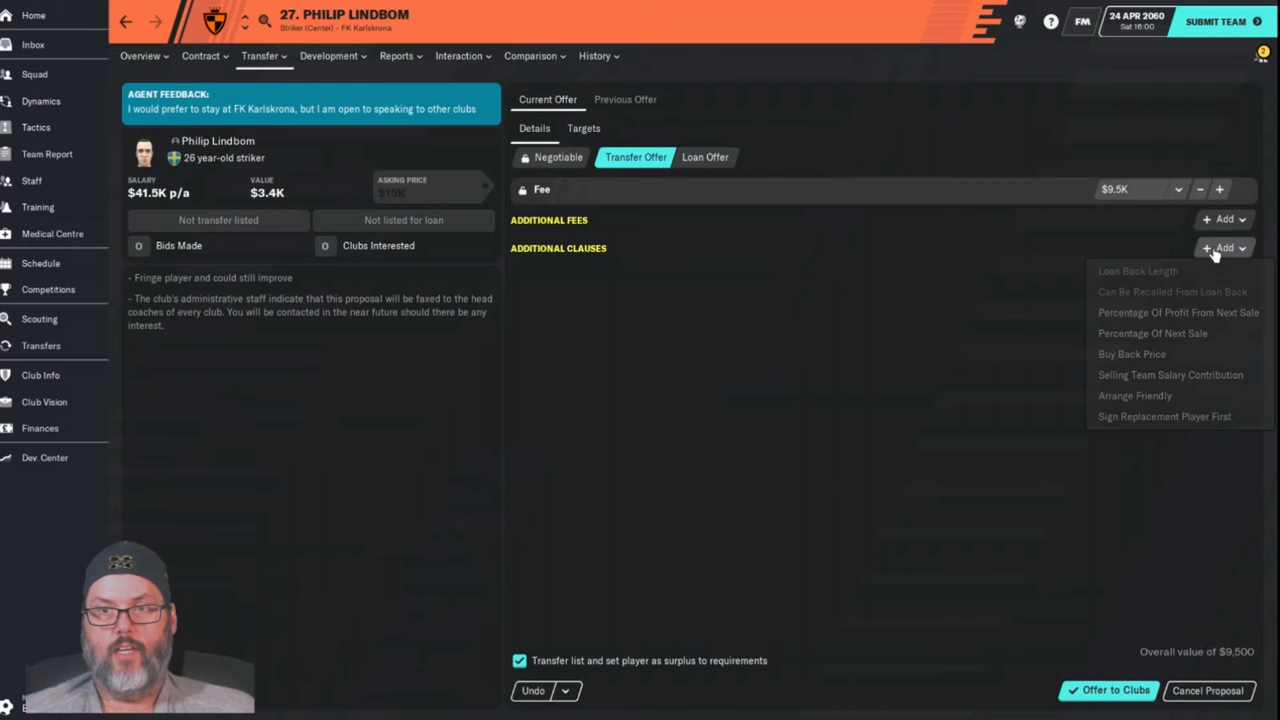 Home
Inbox
Squad
Dynamics
Tactics
Team Report
Staff
Training
Medical Centre
Schedule
Competitions
Scouting
Transfers
Club Info
Club Vision
Finances
Dev. Center
27. PHILIP LINDBOM
Striker (Center) - FK Karlskrona
FM
24 APR 2060
Sat 16:00
SUBMIT TEAM
2
Overview
Contract
Transfer
Development
Reports
Interaction
Comparison
History
AGENT FEEDBACK:
I would prefer to stay at FK Karlskrona, but I am open to speaking to other clubs
Philip Lindbom
26 year-old striker
SALARY
$41.5K p/a
VALUE
$3.4K
ASKING PRICE
$15K
Not transfer listed
Not listed for loan
0 Bids Made
0 Clubs Interested
- Fringe player and could still improve
- The club's administrative staff indicate that this proposal will be faxed to the head
coaches of every club. You will be contacted in the near future should there be any
interest.
Current Offer
Previous Offer
Details
Targets
Negotiable
Transfer Offer
Loan Offer
Fee
$9.5K
ADDITIONAL FEES
+ Add
ADDITIONAL CLAUSES
+ Add
Loan Back Length
Can Be Recalled From Loan Back
Percentage Of Profit From Next Sale
Percentage Of Next Sale
Buy Back Price
Selling Team Salary Contribution
Arrange Friendly
Sign Replacement Player First
Overall value of $9,500
Transfer list and set player as surplus to requirements
Undo
Offer to Clubs
Cancel Proposal